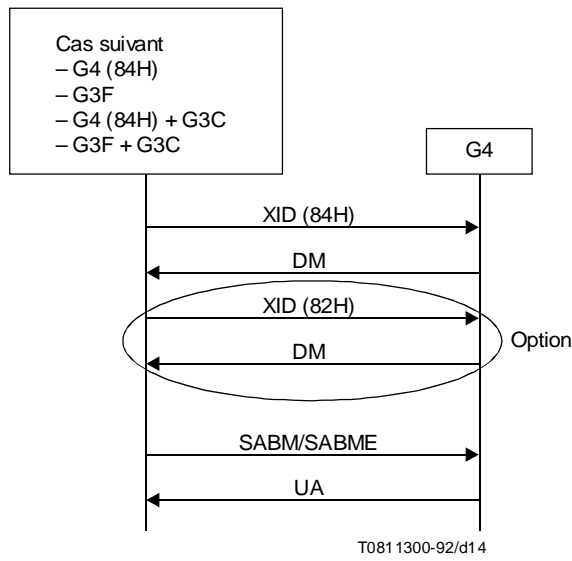 Cas suivant
– G4 (84H)
– G3F
– G4 (84H) + G3C
– G3F + G3C
G4
XID (84H)
DM
XID (82H)
DM
Option
SABM/SABME
UA
T0811300-92/d14